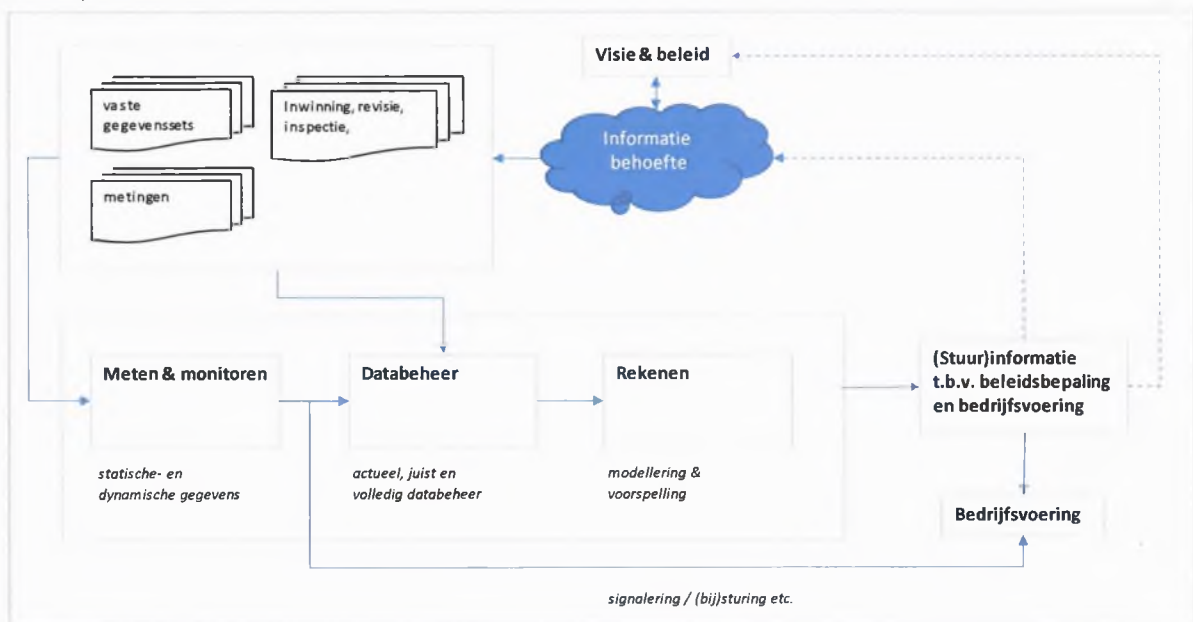 Visie & beleid
vaste
gegevenssets
Inwinning, revisie,
inspectie,
metingen
Informatie
behoefte
Meten & monitoren
Databeheer
Rekenen
(Stuur)informatie
t.b.v. beleidsbepaling
en bedrijfsvoering
statische- en
dynamische gegevens
actueel, juist en
volledig databeheer
modellering &
voorspelling
Bedrijfsvoering
signalering / (bij)sturing etc.